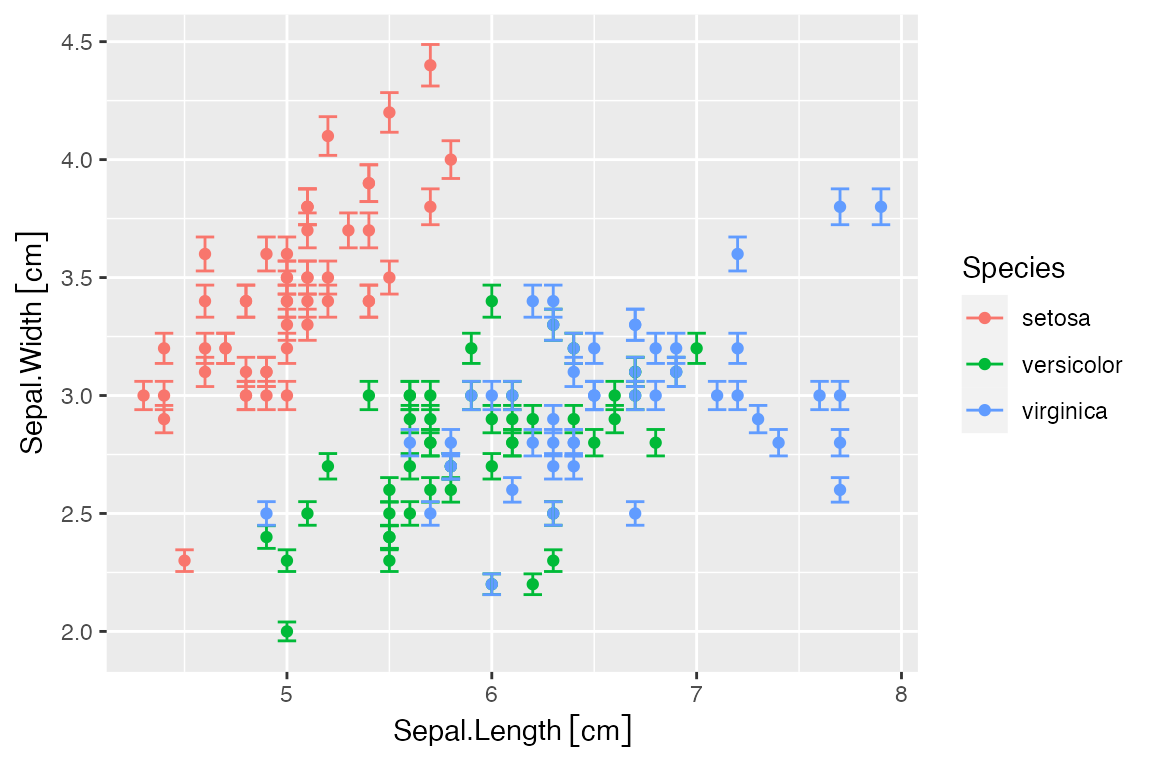 4.5
4.0
3.5
3.0
2.5
2.0
Sepal.Width [cm]
5 6 7 8
Sepal.Length [cm]
Species
setosa
versicolor
virginica